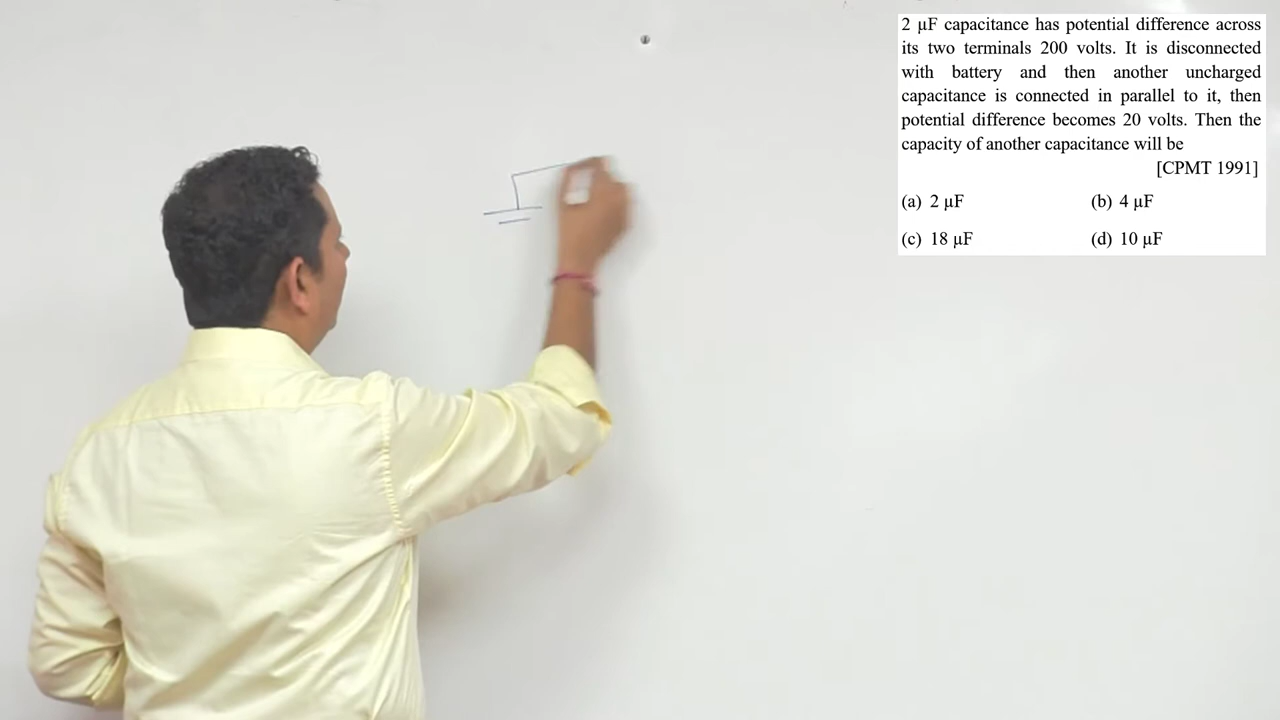 2 µF capacitance has potential difference across
its two terminals 200 volts. It is disconnected
with battery and then another uncharged
capacitance is connected in parallel to it, then
potential difference becomes 20 volts. Then the
capacity of another capacitance will be
[CPMT 1991]
(a) 2 µF (b) 4 µF
(c) 18 µF (d) 10 µF